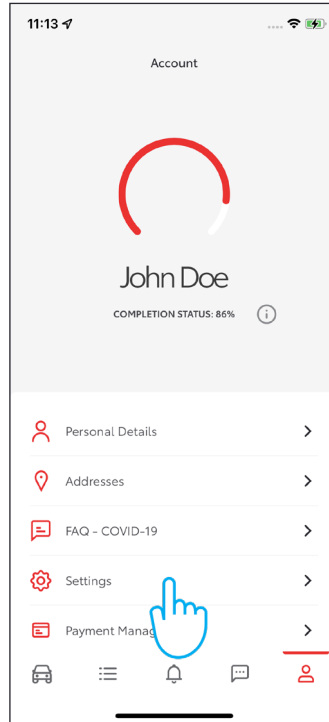 11:13
Account
John Doe
COMPLETION STATUS: 86%
Personal Details
Addresses
FAQ - COVID-19
Settings
Payment Manag